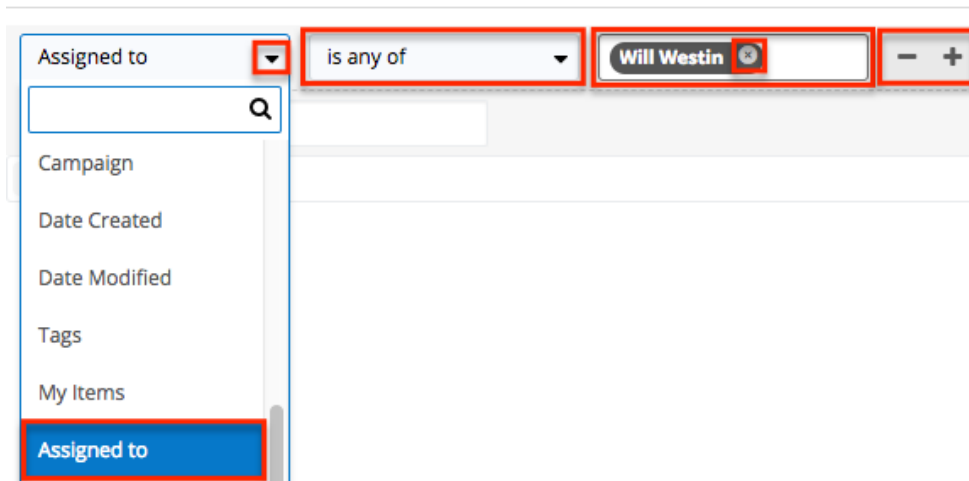 Assigned to is any of Will Westin
Campaign
Date Created
Date Modified
Tags
My Items
Assigned to